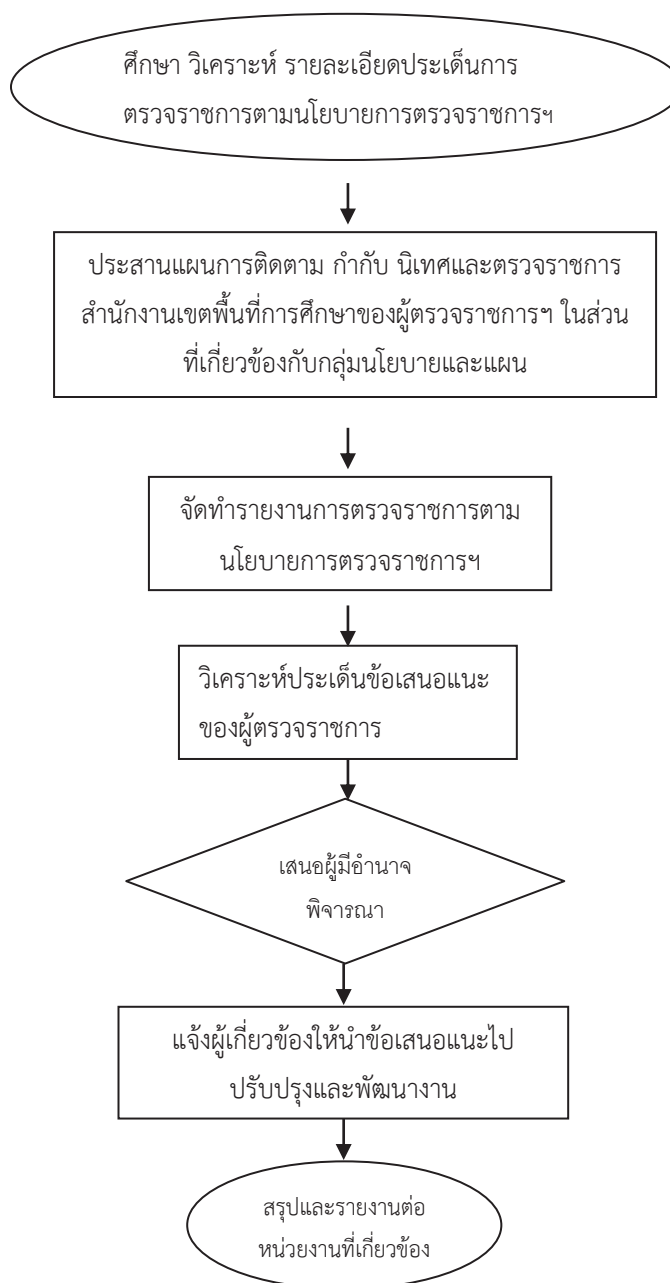 ศึกษา วิเคราะห์ รายละเอียดประเด็นการ
ตรวจราชการตามนโยบายการตรวจราชการฯ
ประสานแผนการติดตาม กำกับ นิเทศและตรวจราชการ
สำนักงานเขตพื้นที่การศึกษาของผู้ตรวจราชการฯ ในส่วน
ที่เกี่ยวข้องกับกลุ่มนโยบายและแผน
จัดทำรายงานการตรวจราชการตาม
นโยบายการตรวจราชการฯ
วิเคราะห์ประเด็นข้อเสนอแนะ
ของผู้ตรวจราชการ
เสนอผู้มีอำนาจ
พิจารณา
แจ้งผู้เกี่ยวข้องให้นำข้อเสนอแนะไป
ปรับปรุงและพัฒนางาน
สรุปและรายงานต่อ
หน่วยงานที่เกี่ยวข้อง